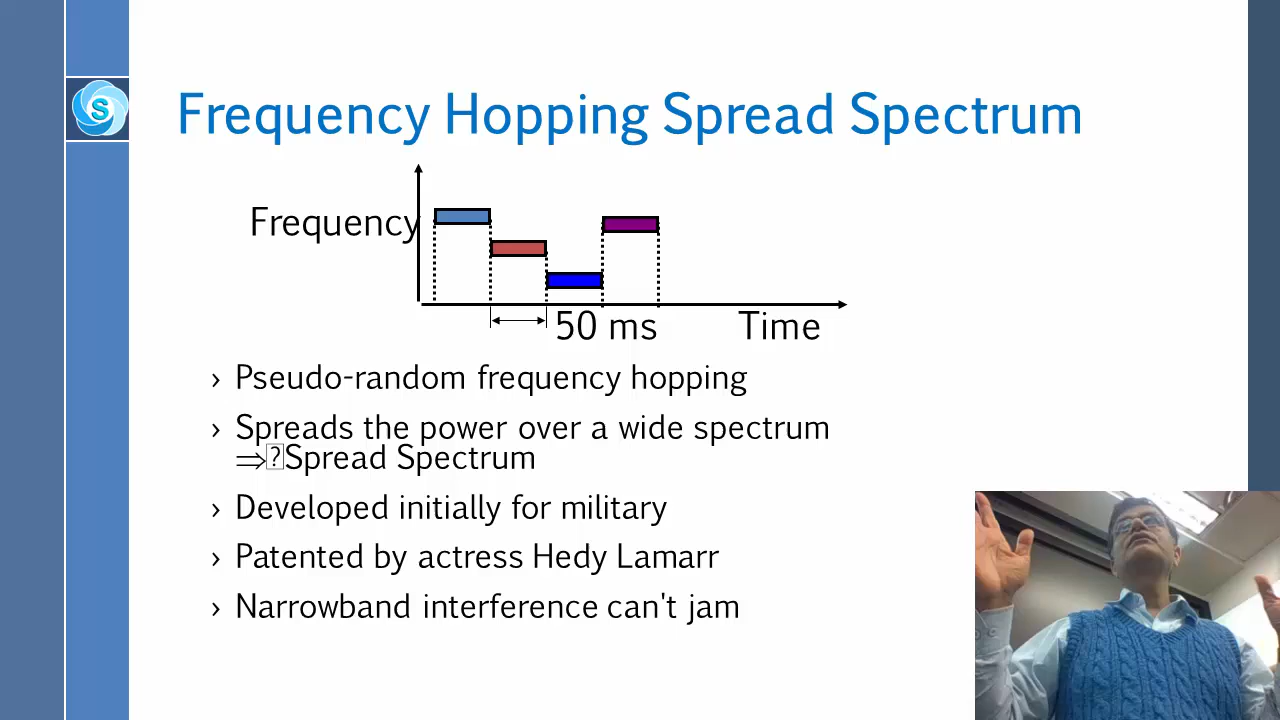 S
Frequency Hopping Spread Spectrum
Frequency
50 ms
Time
› Pseudo-random frequency hopping
› Spreads the power over a wide spectrum
⇒ ? Spread Spectrum
› Developed initially for military
› Patented by actress Hedy Lamarr
› Narrowband interference can't jam